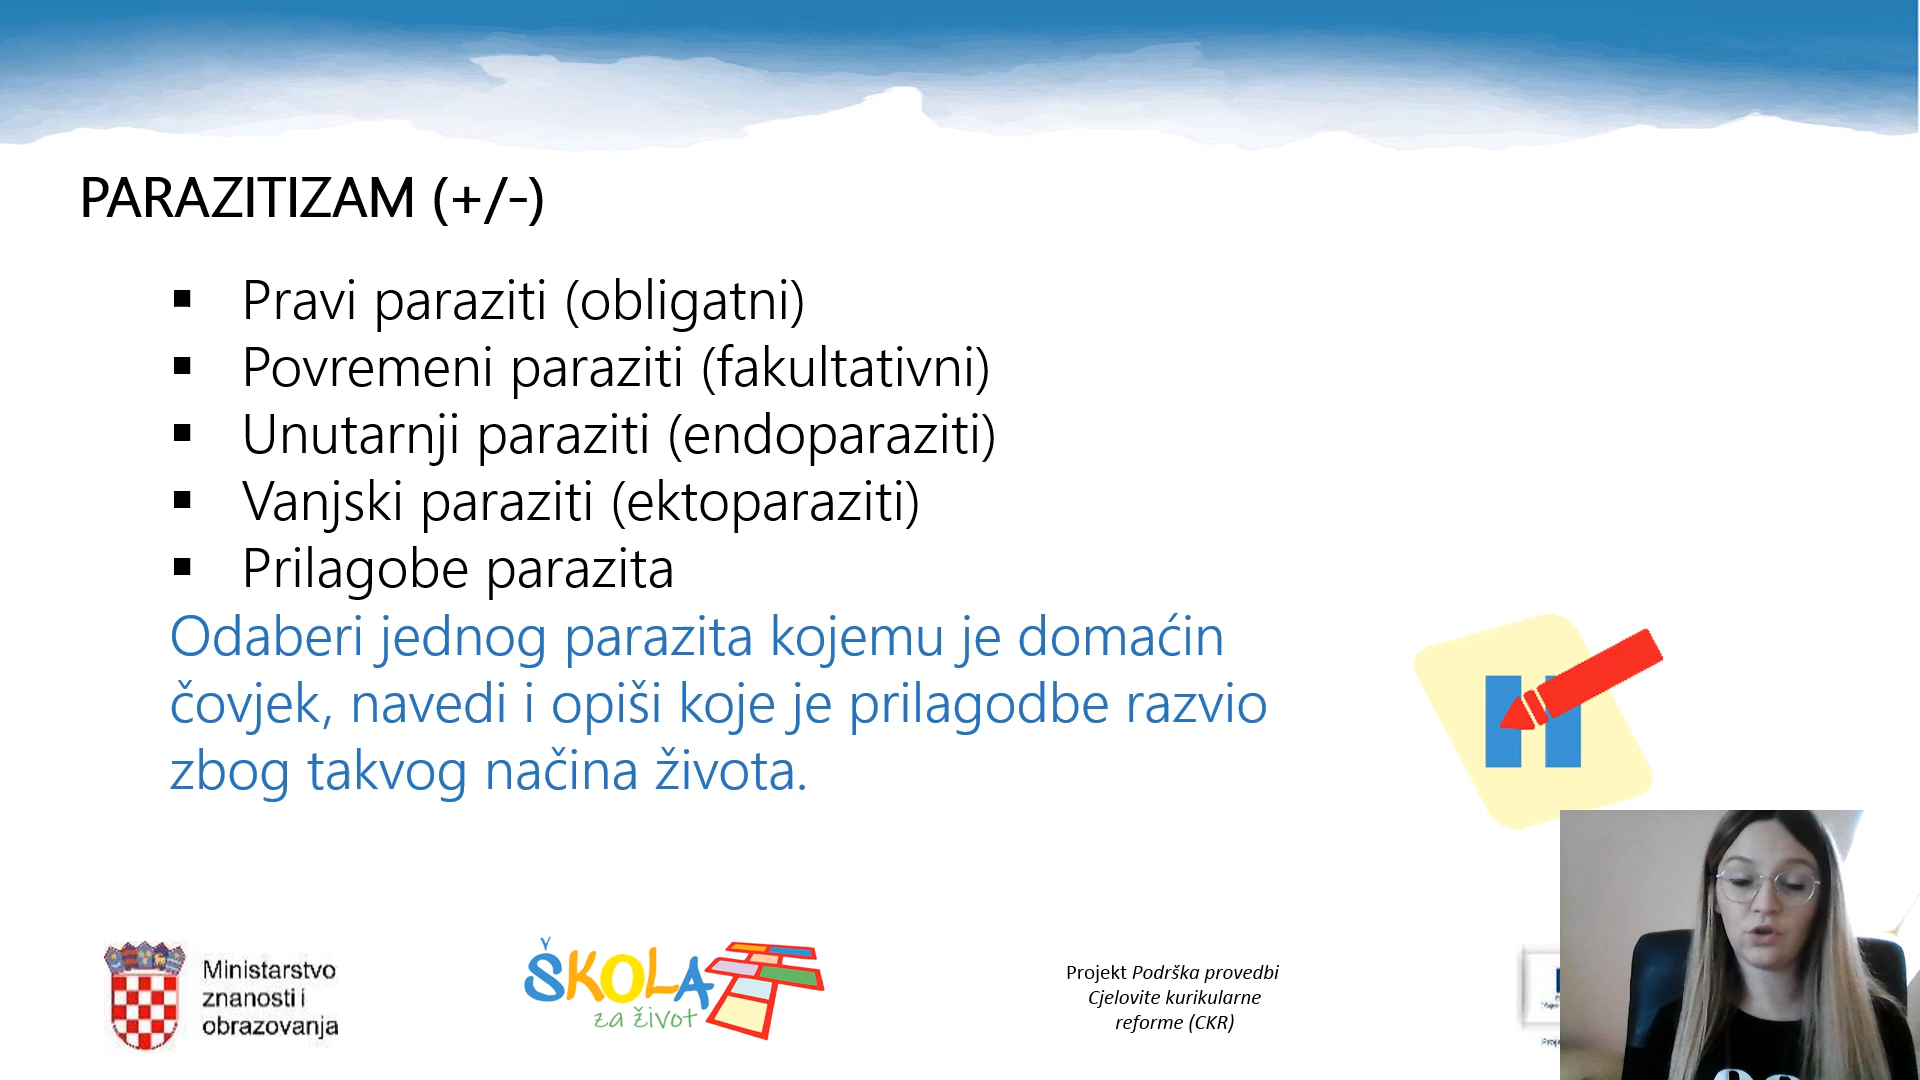 PARAZITIZAM (+/-)
▪ Pravi paraziti (obligatni)
▪ Povremeni paraziti (fakultativni)
▪ Unutarnji paraziti (endoparaziti)
▪ Vanjski paraziti (ektoparaziti)
▪ Prilagobe parazita
Odaberi jednog parazita kojemu je domaćin
čovjek, navedi i opiši koje je prilagodbe razvio
zbog takvog načina života.
Ministarstvo
znanosti i
obrazovanja
ŠKOLA
za život
Projekt Podrška provedbi
Cjelovite kurikularne
reforme (CKR)